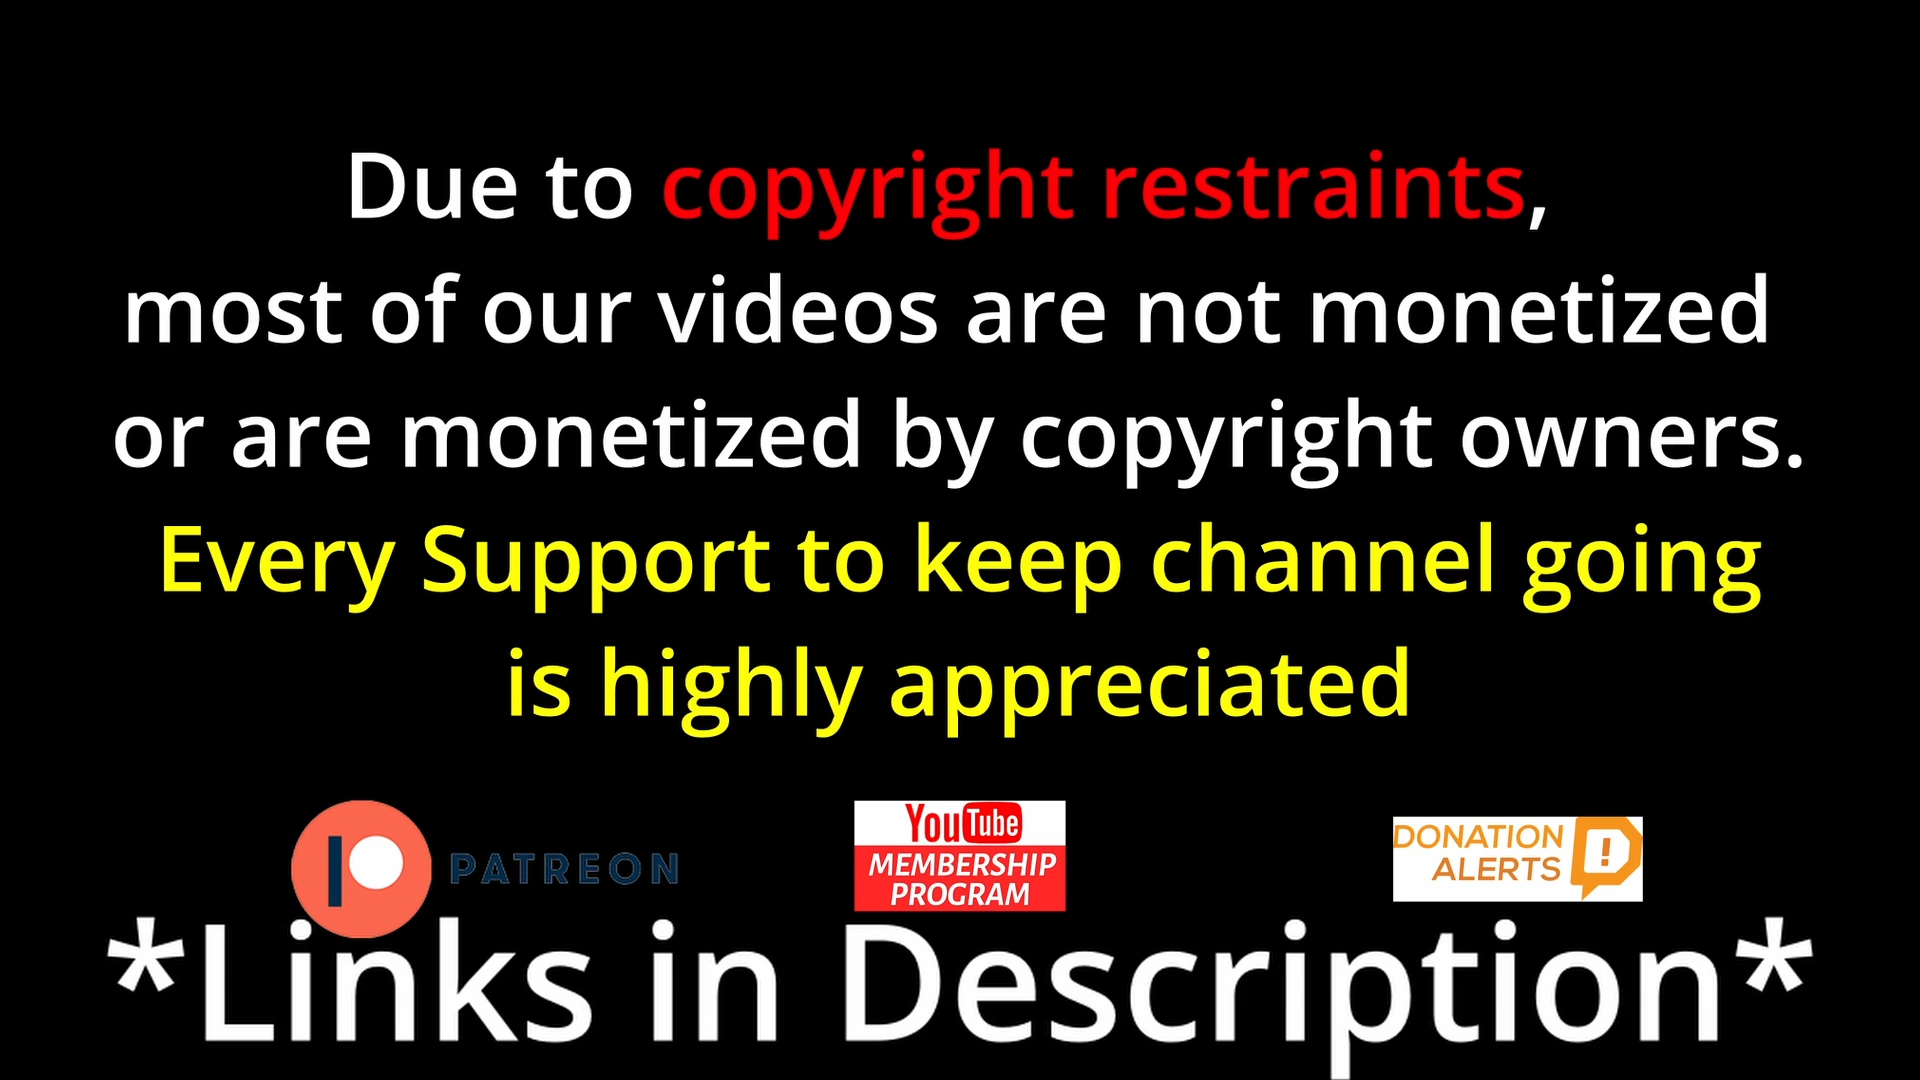 Due to copyright restraints,
most of our videos are not monetized
or are monetized by copyright owners.
Every Support to keep channel going
is highly appreciated
PATREON
YouTube
MEMBERSHIP
PROGRAM
DONATION
ALERTS
*Links in Description*